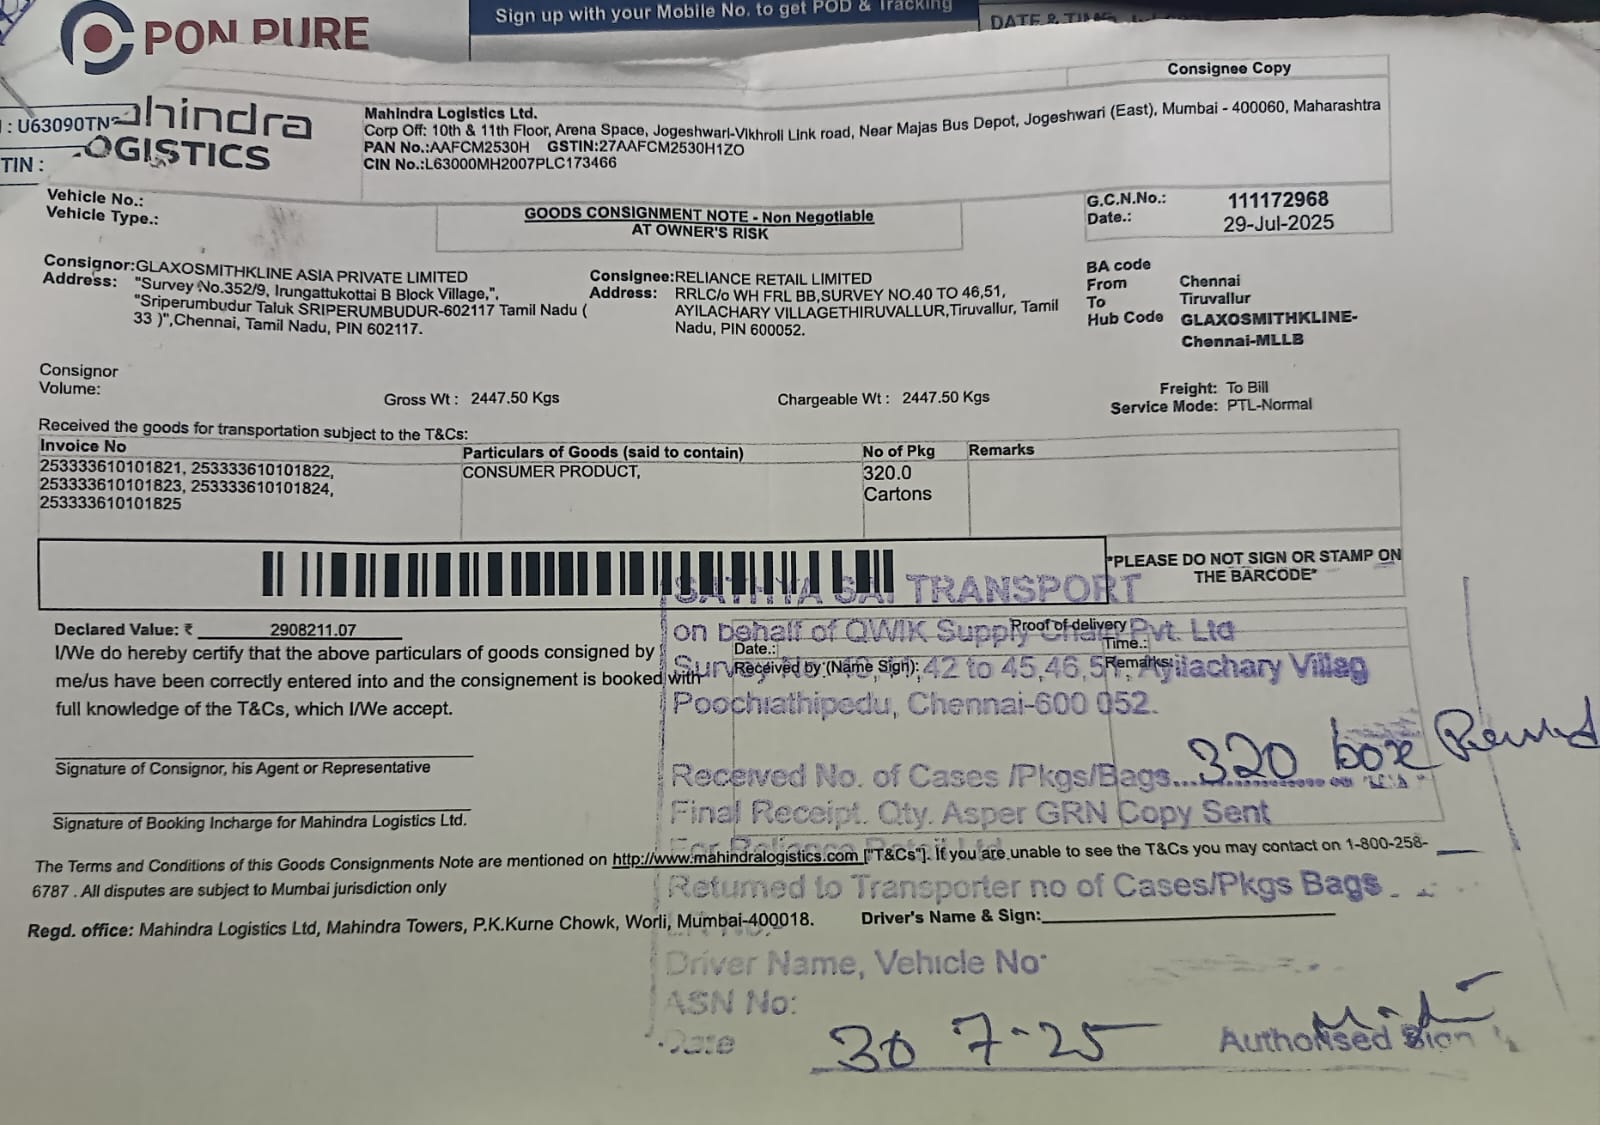 PON PURE
Sign up with your Mobile No. to get POD & Tracking
DATE & TIME
Consignee Copy
: U63090TN
TIN :
ahindra
LOGISTICS
Mahindra Logistics Ltd.
Corp Off: 10th & 11th Floor, Arena Space, Jogeshwari-Vikhroli Link road, Near Majas Bus Depot, Jogeshwari (East), Mumbai - 400060, Maharashtra
PAN No.:AAFCM2530H GSTIN:27AAFCM2530H1ZO
CIN No.:L63000MH2007PLC173466
Vehicle No.:
Vehicle Type.:
GOODS CONSIGNMENT NOTE - Non Negotiable
AT OWNER'S RISK
G.C.N.No.: 111172968
Date.: 29-Jul-2025
Consignor:GLAXOSMITHKLINE ASIA PRIVATE LIMITED
Address: "Survey No.352/9, Irungattukottai B Block Village,",
"Sriperumbudur Taluk SRIPERUMBUDUR-602117 Tamil Nadu (
33 )",Chennai, Tamil Nadu, PIN 602117.
Consignee:RELIANCE RETAIL LIMITED
Address: RRLC/o WH FRL BB,SURVEY NO.40 TO 46,51,
AYILACHARY VILLAGETHIRUVALLUR,Tiruvallur, Tamil
Nadu, PIN 600052.
BA code
From Chennai
To Tiruvallur
Hub Code GLAXOSMITHKLINE-
Chennai-MLLB
Consignor
Volume:
Gross Wt : 2447.50 Kgs
Chargeable Wt : 2447.50 Kgs
Freight: To Bill
Service Mode: PTL-Normal
Received the goods for transportation subject to the T&Cs:
Invoice No
253333610101821, 253333610101822,
253333610101823, 253333610101824,
253333610101825
Particulars of Goods (said to contain)
CONSUMER PRODUCT,
No of Pkg
320.0
Cartons
Remarks
*PLEASE DO NOT SIGN OR STAMP ON
THE BARCODE*
SATHYA SAI TRANSPORT
on behalf of QWIK Supply Chain Pvt. Ltd
Survey No. 42 to 45,46,51, Ayilachary Villag
Poochiathipedu, Chennai-600 052.
Proof of delivery
Date.: Time.:
Received by:(Name Sign): Remarks:
Declared Value: ₹ 2908211.07
I/We do hereby certify that the above particulars of goods consigned by
me/us have been correctly entered into and the consignement is booked with
full knowledge of the T&Cs, which I/We accept.
Signature of Consignor, his Agent or Representative
Signature of Booking Incharge for Mahindra Logistics Ltd.
Received No. of Cases /Pkgs/Bags... 320 box
Final Receipt. Qty. Asper GRN Copy Sent
For Reliance Retail Ltd
The Terms and Conditions of this Goods Consignments Note are mentioned on http://www.mahindralogistics.com ["T&Cs"]. If you are unable to see the T&Cs you may contact on 1-800-258-
6787 . All disputes are subject to Mumbai jurisdiction only
Returned to Transporter no of Cases/Pkgs Bags
Regd. office: Mahindra Logistics Ltd, Mahindra Towers, P.K.Kurne Chowk, Worli, Mumbai-400018.
Driver's Name & Sign:
Driver Name, Vehicle No
ASN No:
Date 30 7-25
Authorised Sign